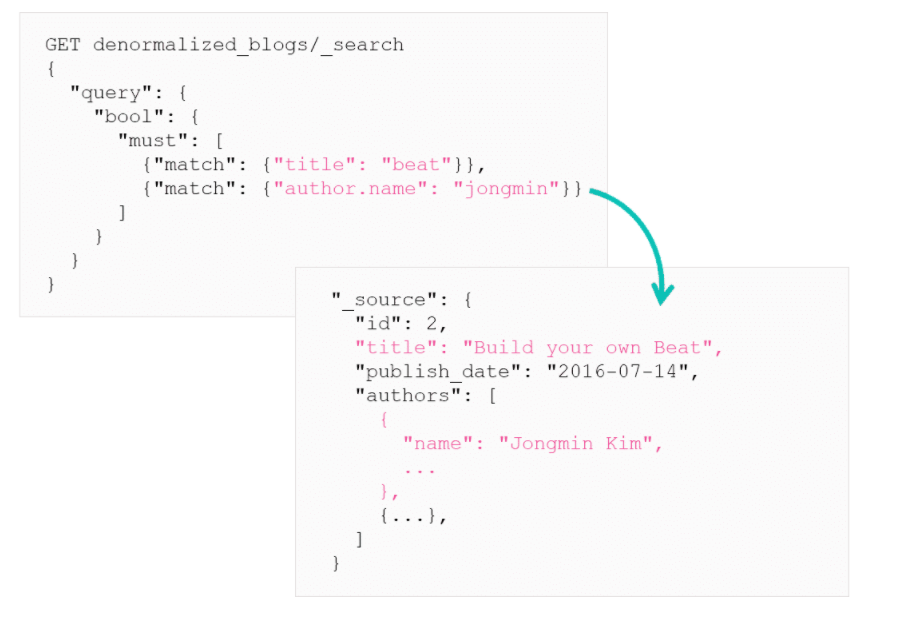 GET denormalized_blogs/_search
{
  "query": {
    "bool": {
      "must": [
        {"match": {"title": "beat"}},
        {"match": {"author.name": "jongmin"}}
      ]
    }
  }
}
"_source": {
  "id": 2,
  "title": "Build your own Beat",
  "publish_date": "2016-07-14",
  "authors": [
    {
      "name": "Jongmin Kim",
      ...
    },
    {...},
  ]
}